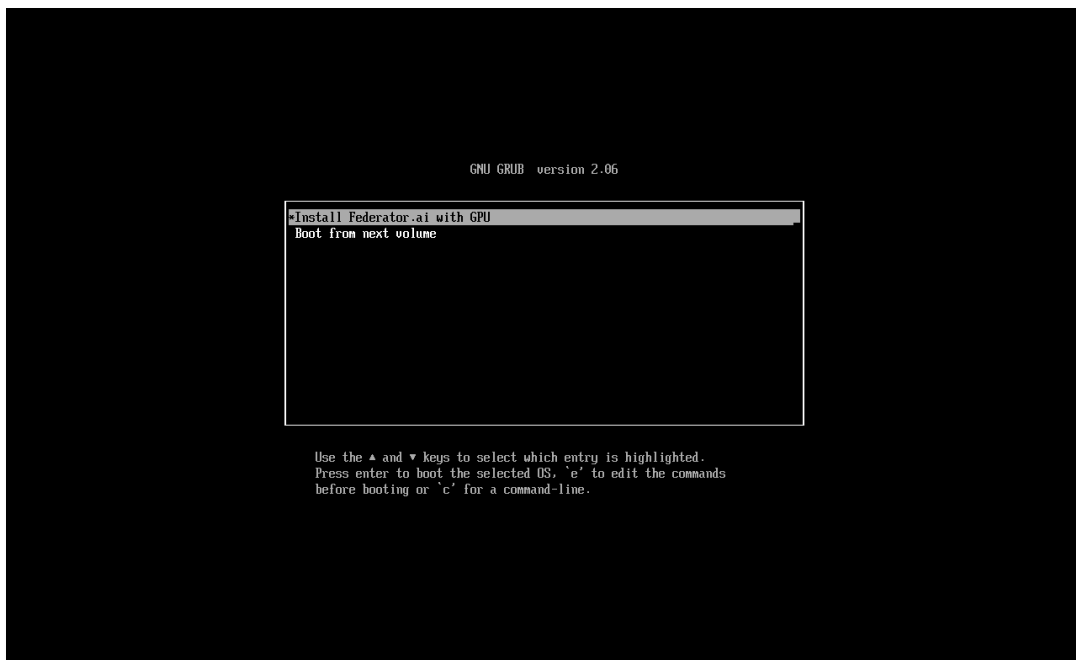 GNU GRUB  version 2.06
*Install Federator.ai with GPU
Boot from next volume
Use the ▲ and ▼ keys to select which entry is highlighted.
Press enter to boot the selected OS, `e' to edit the commands
before booting or `c' for a command-line.